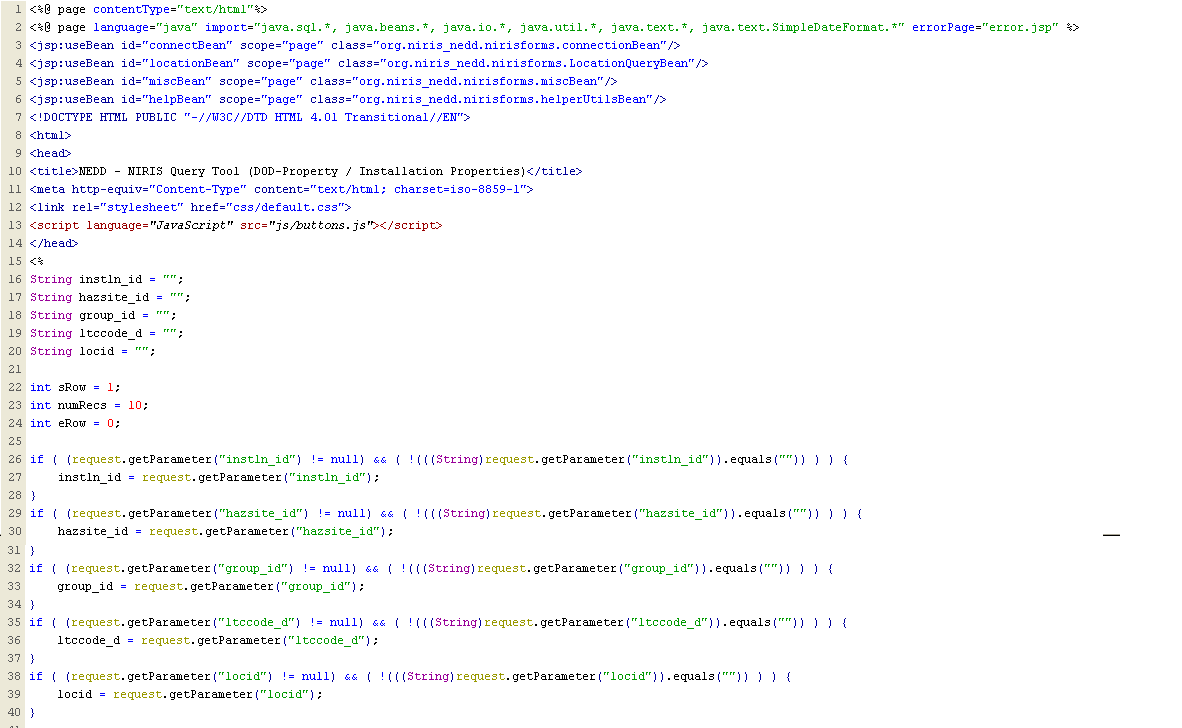 1 <%@ page contentType="text/html"%>
2 <%@ page language="java" import="java.sql.*, java.beans.*, java.io.*, java.util.*, java.text.*, java.text.SimpleDateFormat.*" errorPage="error.jsp" %>
3 <jsp:useBean id="connectBean" scope="page" class="org.niris_nedd.nirisforms.connectionBean"/>
4 <jsp:useBean id="locationBean" scope="page" class="org.niris_nedd.nirisforms.LocationQueryBean"/>
5 <jsp:useBean id="miscBean" scope="page" class="org.niris_nedd.nirisforms.miscBean"/>
6 <jsp:useBean id="helpBean" scope="page" class="org.niris_nedd.nirisforms.helperUtilsBean"/>
7 <!DOCTYPE HTML PUBLIC "-//W3C//DTD HTML 4.01 Transitional//EN">
8 <html>
9 <head>
10 <title>NEDD - NIRIS Query Tool (DOD-Property / Installation Properties)</title>
11 <meta http-equiv="Content-Type" content="text/html; charset=iso-8859-1">
12 <link rel="stylesheet" href="css/default.css">
13 <script language="JavaScript" src="js/buttons.js"></script>
14 </head>
15 <%
16 String instln_id = "";
17 String hazsite_id = "";
18 String group_id = "";
19 String ltccode_d = "";
20 String locid = "";
21
22 int sRow = 1;
23 int numRecs = 10;
24 int eRow = 0;
25
26 if ( (request.getParameter("instln_id") != null) && ( !(((String)request.getParameter("instln_id")).equals("")) ) ) {
27     instln_id = request.getParameter("instln_id");
28 }
29 if ( (request.getParameter("hazsite_id") != null) && ( !(((String)request.getParameter("hazsite_id")).equals("")) ) ) {
30     hazsite_id = request.getParameter("hazsite_id");
31 }
32 if ( (request.getParameter("group_id") != null) && ( !(((String)request.getParameter("group_id")).equals("")) ) ) {
33     group_id = request.getParameter("group_id");
34 }
35 if ( (request.getParameter("ltccode_d") != null) && ( !(((String)request.getParameter("ltccode_d")).equals("")) ) ) {
36     ltccode_d = request.getParameter("ltccode_d");
37 }
38 if ( (request.getParameter("locid") != null) && ( !(((String)request.getParameter("locid")).equals("")) ) ) {
39     locid = request.getParameter("locid");
40 }